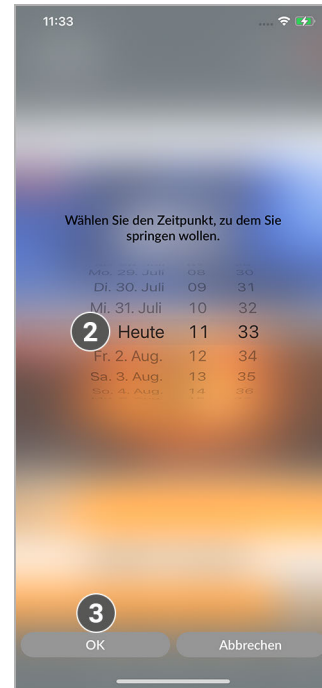 11:33
Wählen Sie den Zeitpunkt, zu dem Sie
springen wollen.
Mo. 29. Juli 08 30
Di. 30. Juli 09 31
Mi. 31. Juli 10 32
2 Heute 11 33
Fr. 2. Aug. 12 34
Sa. 3. Aug. 13 35
So. 4. Aug. 14 36
3
OK Abbrechen